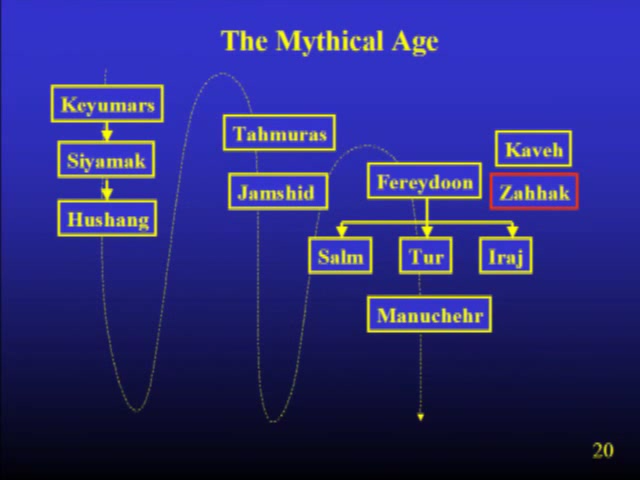 The Mythical Age
Keyumars
Siyamak
Hushang
Tahmuras
Jamshid
Kaveh
Fereydoon
Zahhak
Salm
Tur
Iraj
Manuchehr
20